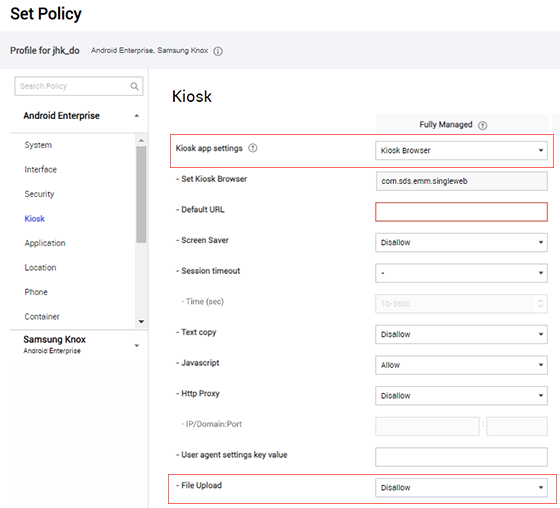 Set Policy
Profile for jhk_do Android Enterprise, Samsung Knox ?
Search Policy
Android Enterprise
System
Interface
Security
Kiosk
Application
Location
Phone
Container
Samsung Knox
Android Enterprise
Kiosk
Fully Managed ?
Kiosk app settings ? Kiosk Browser
- Set Kiosk Browser com.sds.emm.singleweb
- Default URL
- Screen Saver Disallow
- Session timeout -
- Time (sec) 10-3600
- Text copy Disallow
- Javascript Allow
- Http Proxy Disallow
- IP/Domain:Port :
- User agent settings key value
- File Upload Disallow